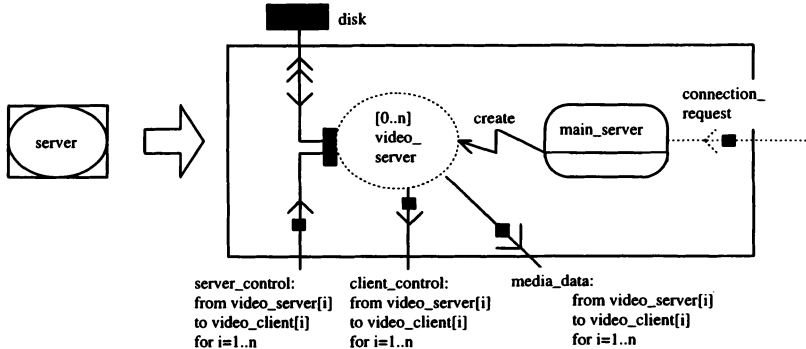 disk
connection_
request
create
[0..n]
video_
server
main_server
server
server_control:
from video_server[i]
to video_client[i]
for i=1..n
client_control:
from video_server[i]
to video_client[i]
for i=1..n
media_data:
from video_server[i]
to video_client[i]
for i=1..n